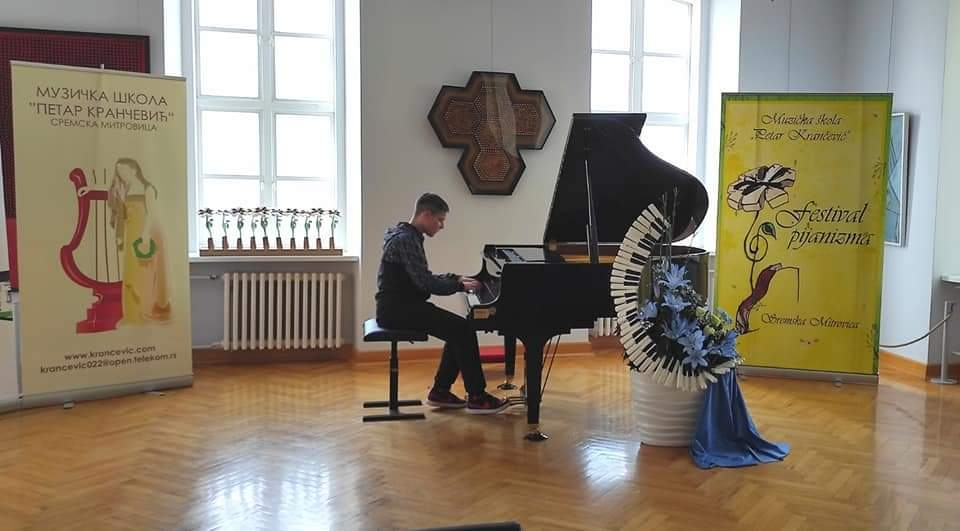 МУЗИЧКА ШКОЛА
"ПЕТАР КРАНЧЕВИЋ"
СРЕМСКА МИТРОВИЦА
www.krancevic.com
krancevic022@open.telekom.rs
Muzička škola
"Petar Krančević"
Festival
pijanizma
Sremska Mitrovica